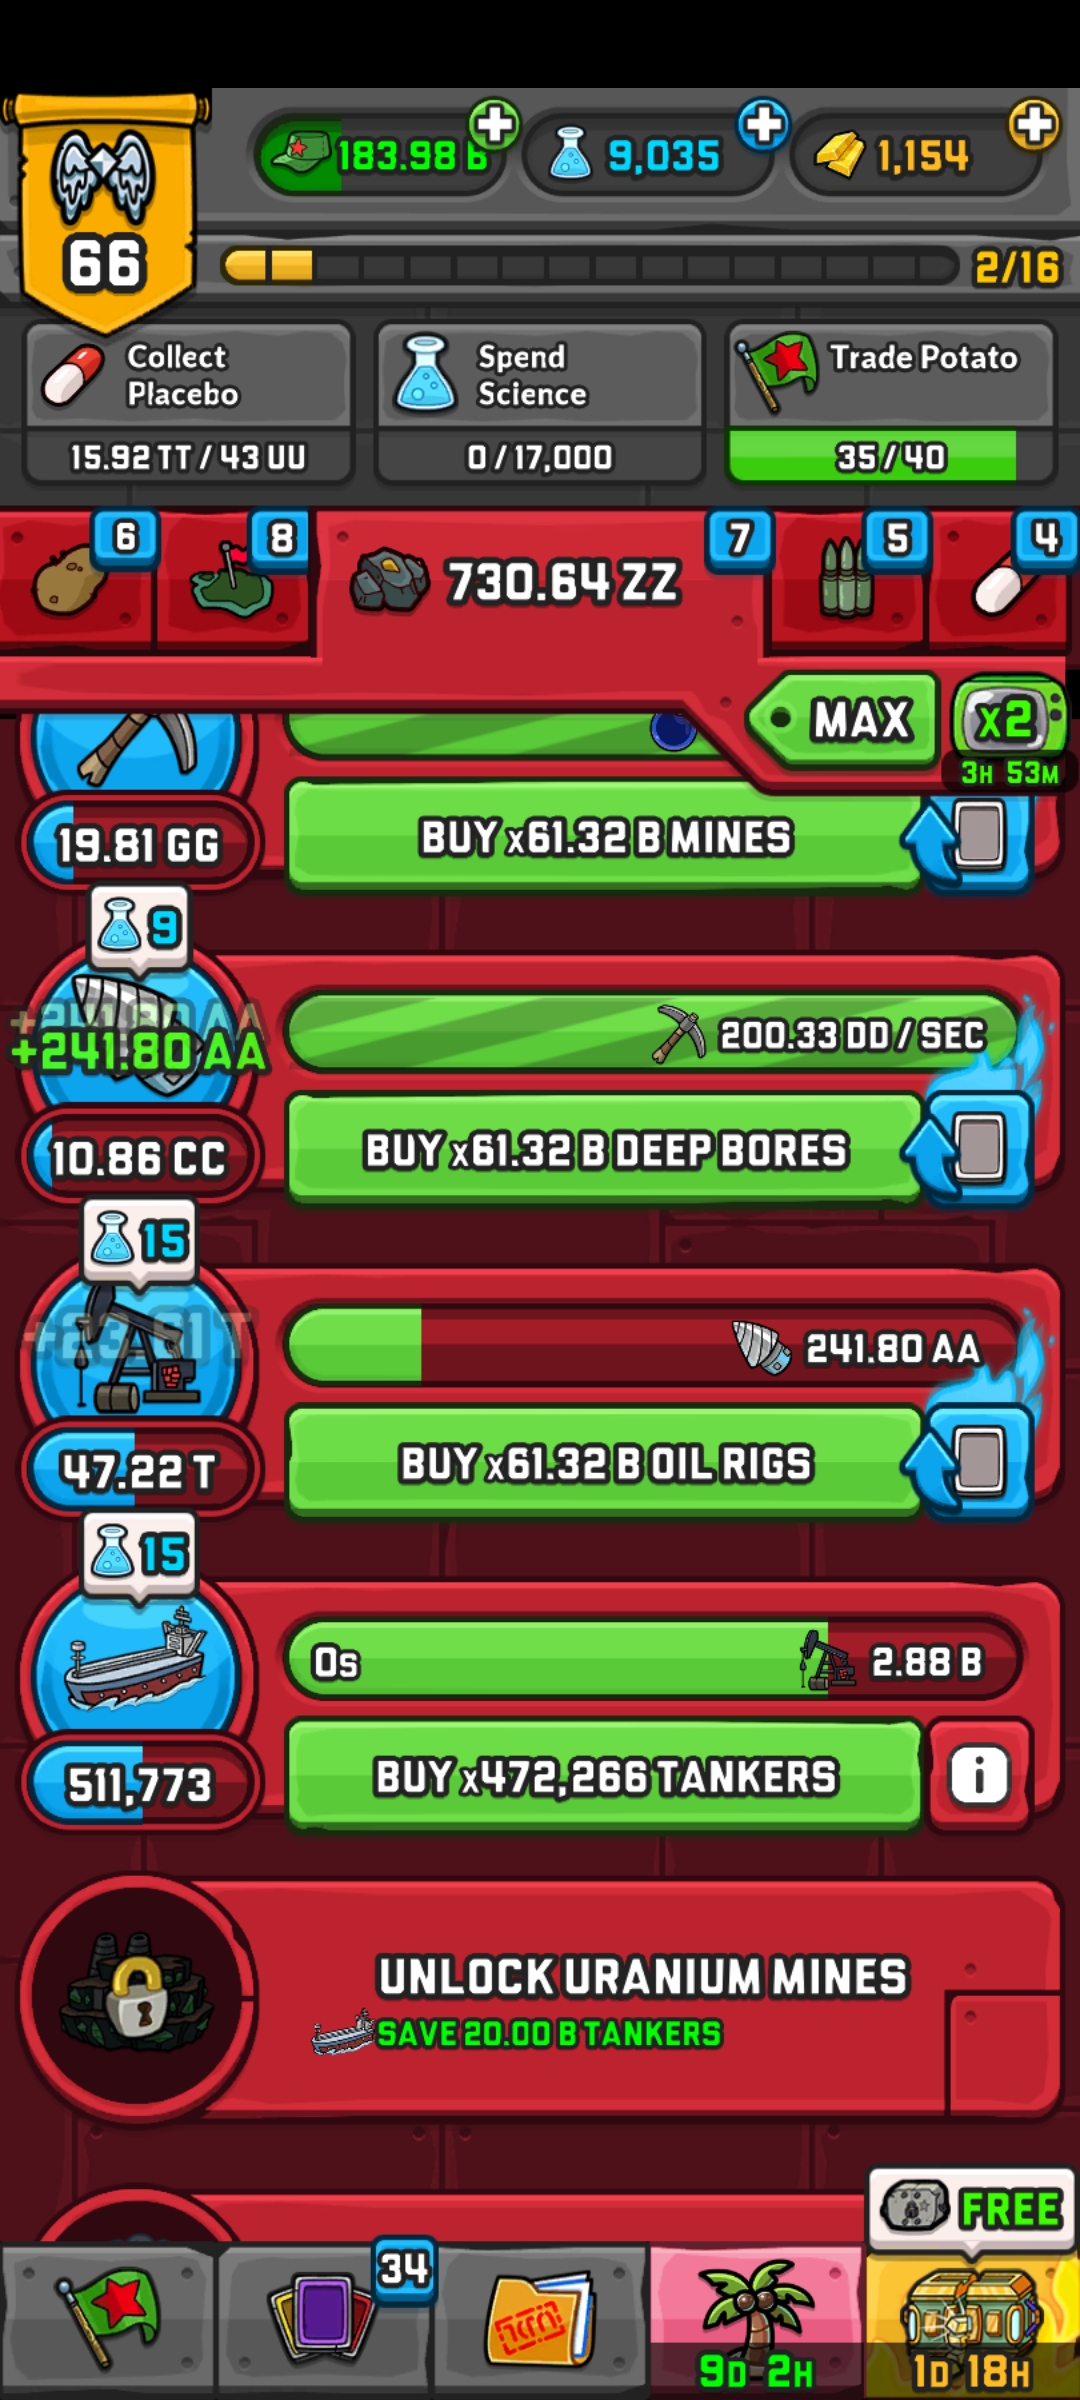 183.98 B
9,035
1,154
66
2/16
Collect
Placebo
Spend
Science
Trade Potato
15.92 TT / 43 UU
0 / 17,000
35 / 40
6
8
730.64 ZZ
7
5
4
MAX
x2
3H 53M
19.81 GG
BUY x61.32 B MINES
9
+241.80 AA
+241.80 AA
200.33 DD / SEC
10.86 CC
BUY x61.32 B DEEP BORES
15
241.80 AA
47.22 T
BUY x61.32 B OIL RIGS
15
0s
2.88 B
511,773
BUY x472,266 TANKERS
i
UNLOCK URANIUM MINES
SAVE 20.00 B TANKERS
FREE
34
9D 2H
1D 18H